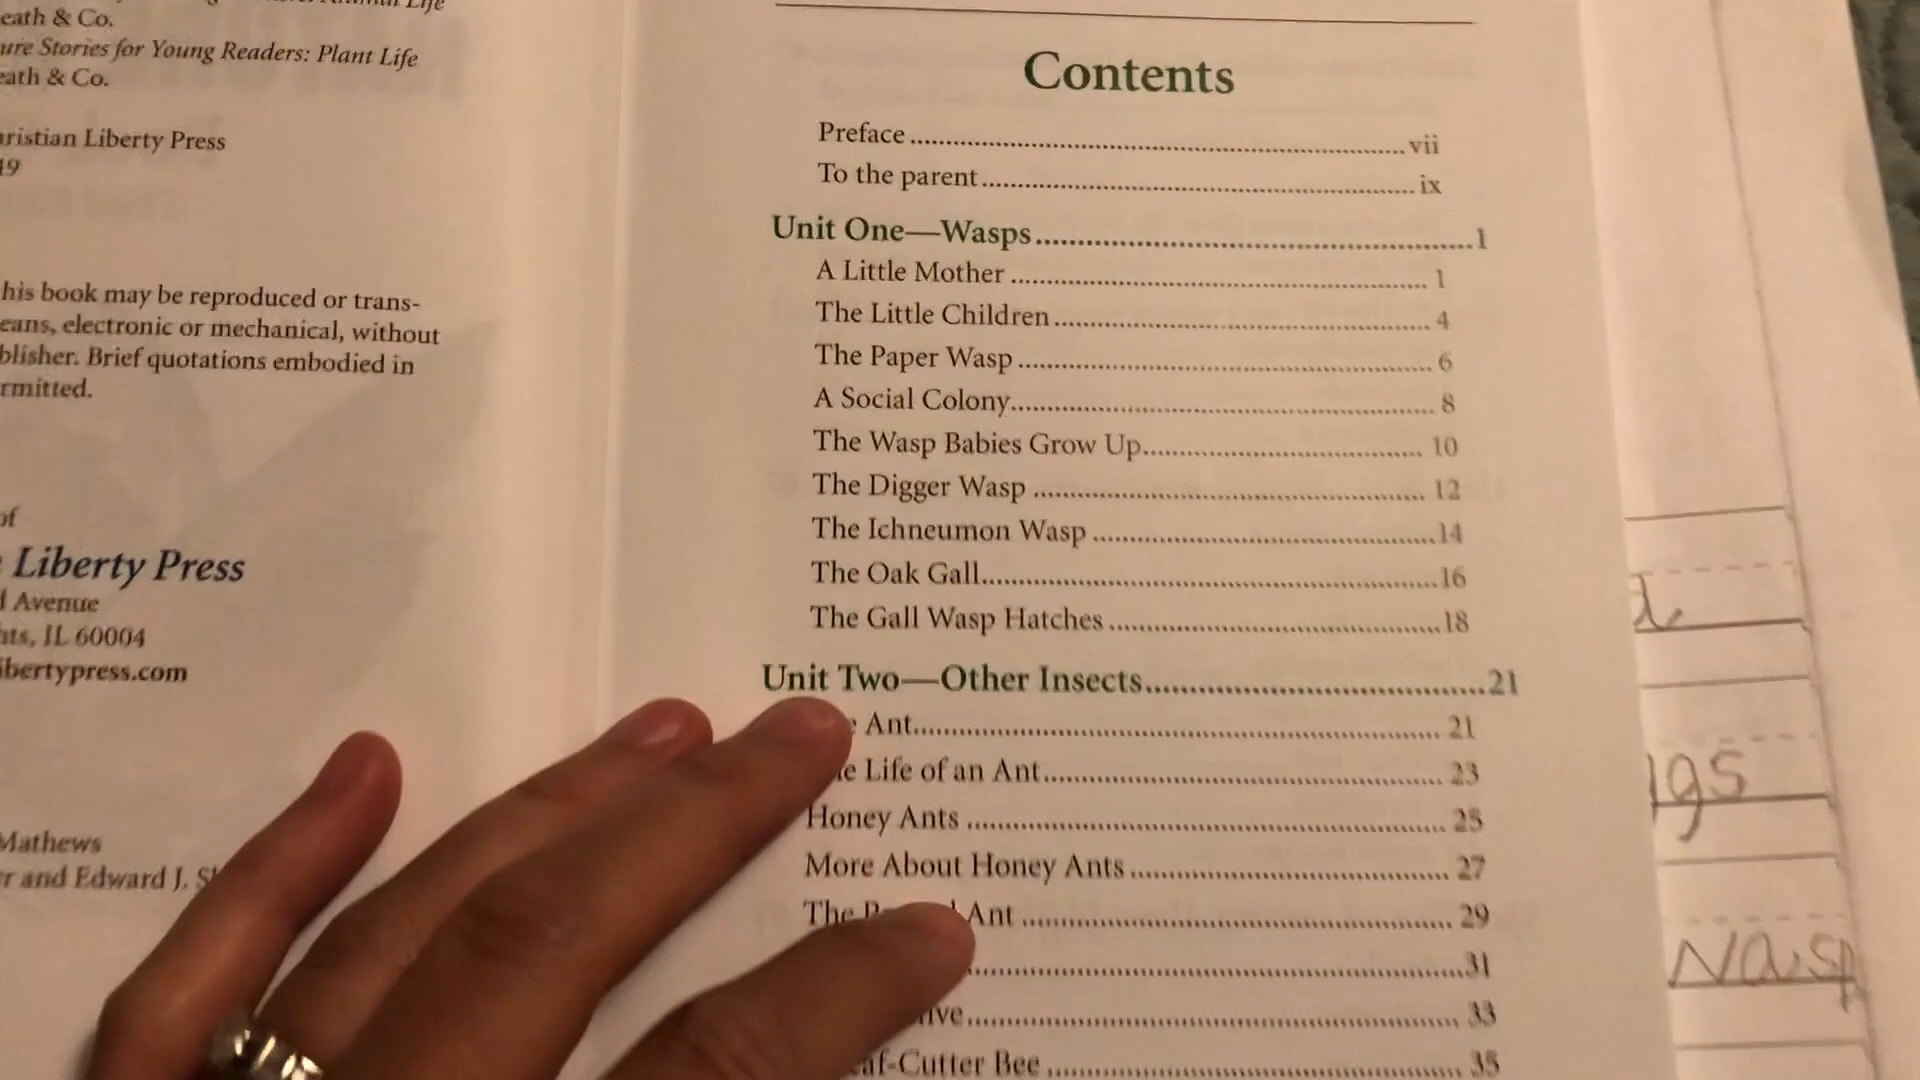 Life
eath & Co.
ure Stories for Young Readers: Plant Life
eath & Co.
ristian Liberty Press
19
his book may be reproduced or trans-
eans, electronic or mechanical, without
blisher. Brief quotations embodied in
rmitted.
of
Liberty Press
Avenue
hts, IL 60004
ibertypress.com
Mathews
r and Edward J. S
Contents
Preface vii
To the parent ix
Unit One—Wasps 1
A Little Mother 1
The Little Children 4
The Paper Wasp 6
A Social Colony 8
The Wasp Babies Grow Up 10
The Digger Wasp 12
The Ichneumon Wasp 14
The Oak Gall 16
The Gall Wasp Hatches 18
Unit Two—Other Insects 21
Ant 21
e Life of an Ant 23
Honey Ants 25
More About Honey Ants 27
The Ant 29
31
ive 33
af-Cutter Bee 35
d
ngs
Wasp